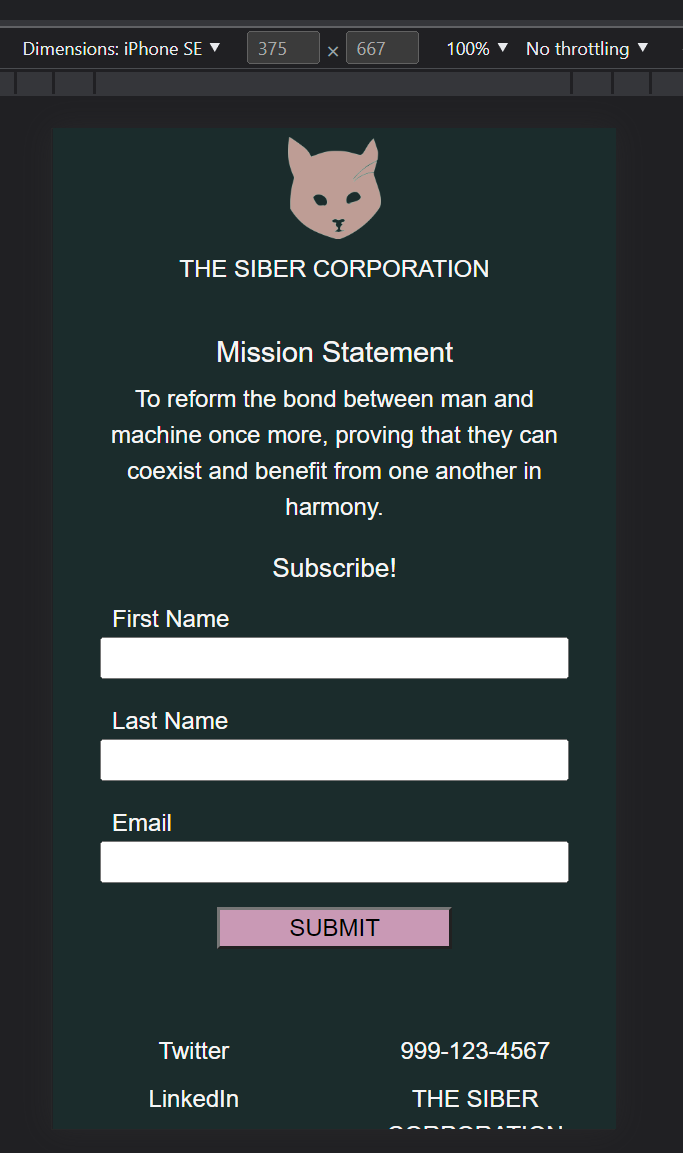 Dimensions: iPhone SE ▼ 375 × 667 100% ▼ No throttling ▼
THE SIBER CORPORATION
Mission Statement
To reform the bond between man and
machine once more, proving that they can
coexist and benefit from one another in
harmony.
Subscribe!
First Name
Last Name
Email
SUBMIT
Twitter 999-123-4567
LinkedIn THE SIBER
CORPORATION